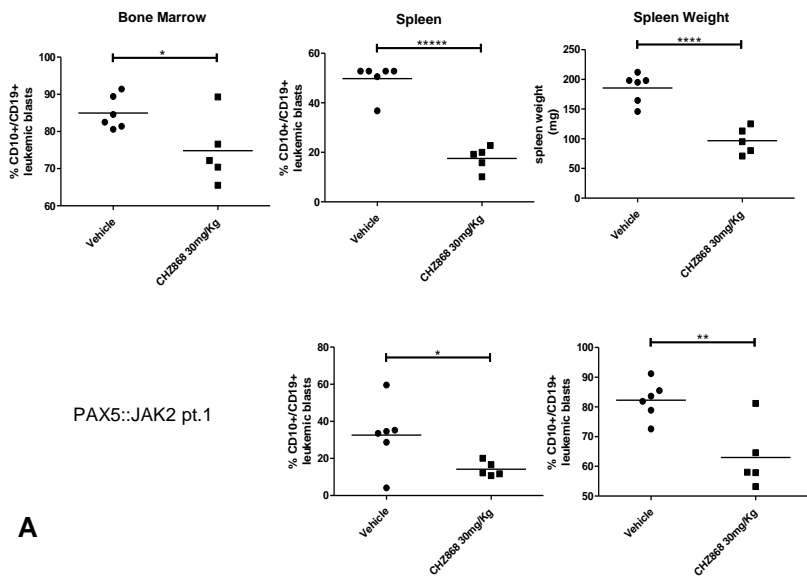 Bone Marrow
*
% CD10+/CD19+
leukemic blasts
100
90
80
70
60
Vehicle
CHZ868 30mg/Kg
Spleen
*****
% CD10+/CD19+
leukemic blasts
60
40
20
0
Vehicle
CHZ868 30mg/Kg
Spleen Weight
****
spleen weight
(mg)
250
200
150
100
50
0
Vehicle
CHZ868 30mg/Kg
PAX5::JAK2 pt.1
*
% CD10+/CD19+
leukemic blasts
80
60
40
20
0
Vehicle
CHZ868 30mg/Kg
**
% CD10+/CD19+
leukemic blasts
100
90
80
70
60
50
Vehicle
CHZ868 30mg/Kg
A